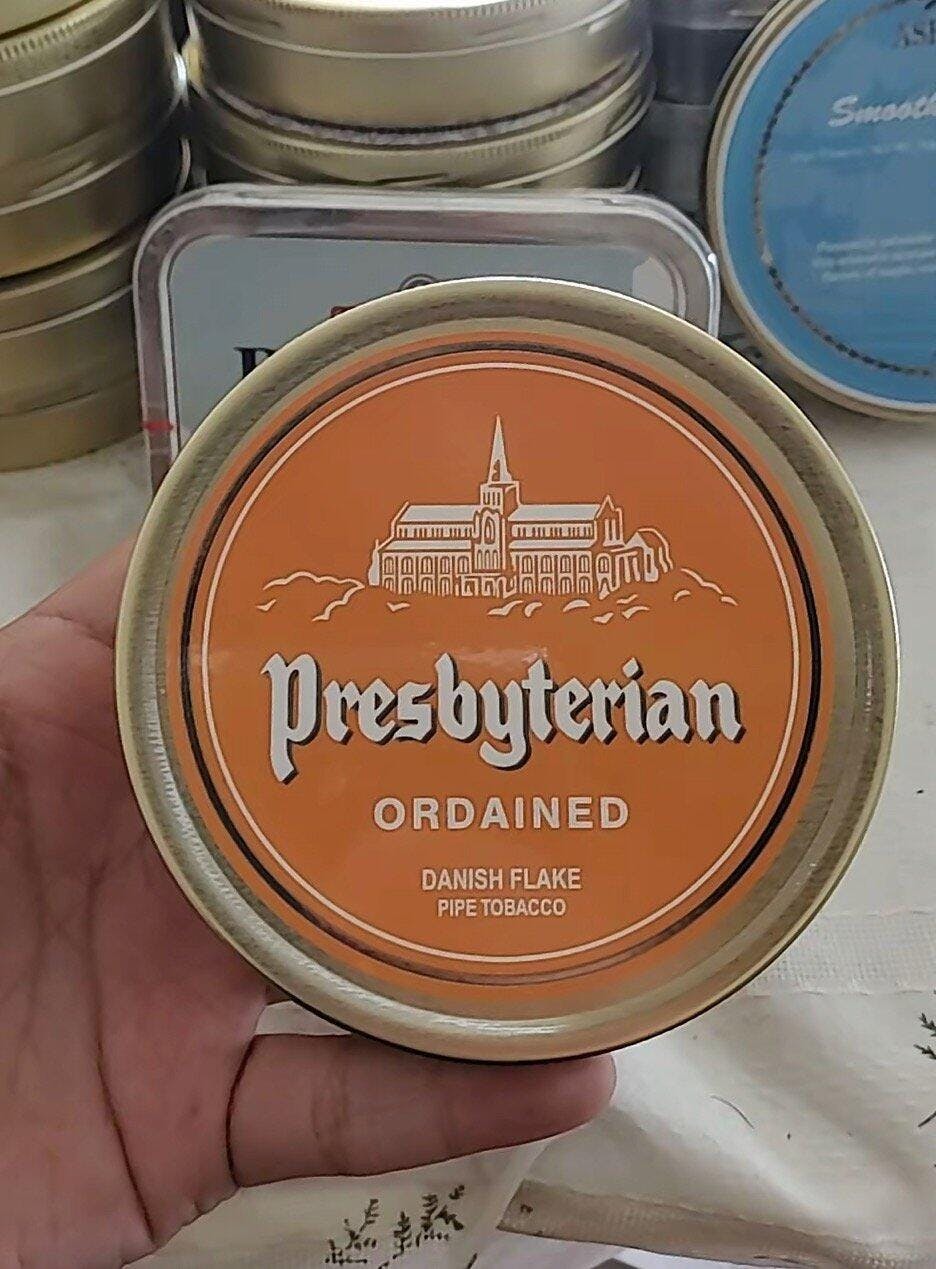 Smooth
Presbyterian
ORDAINED
DANISH FLAKE
PIPE TOBACCO